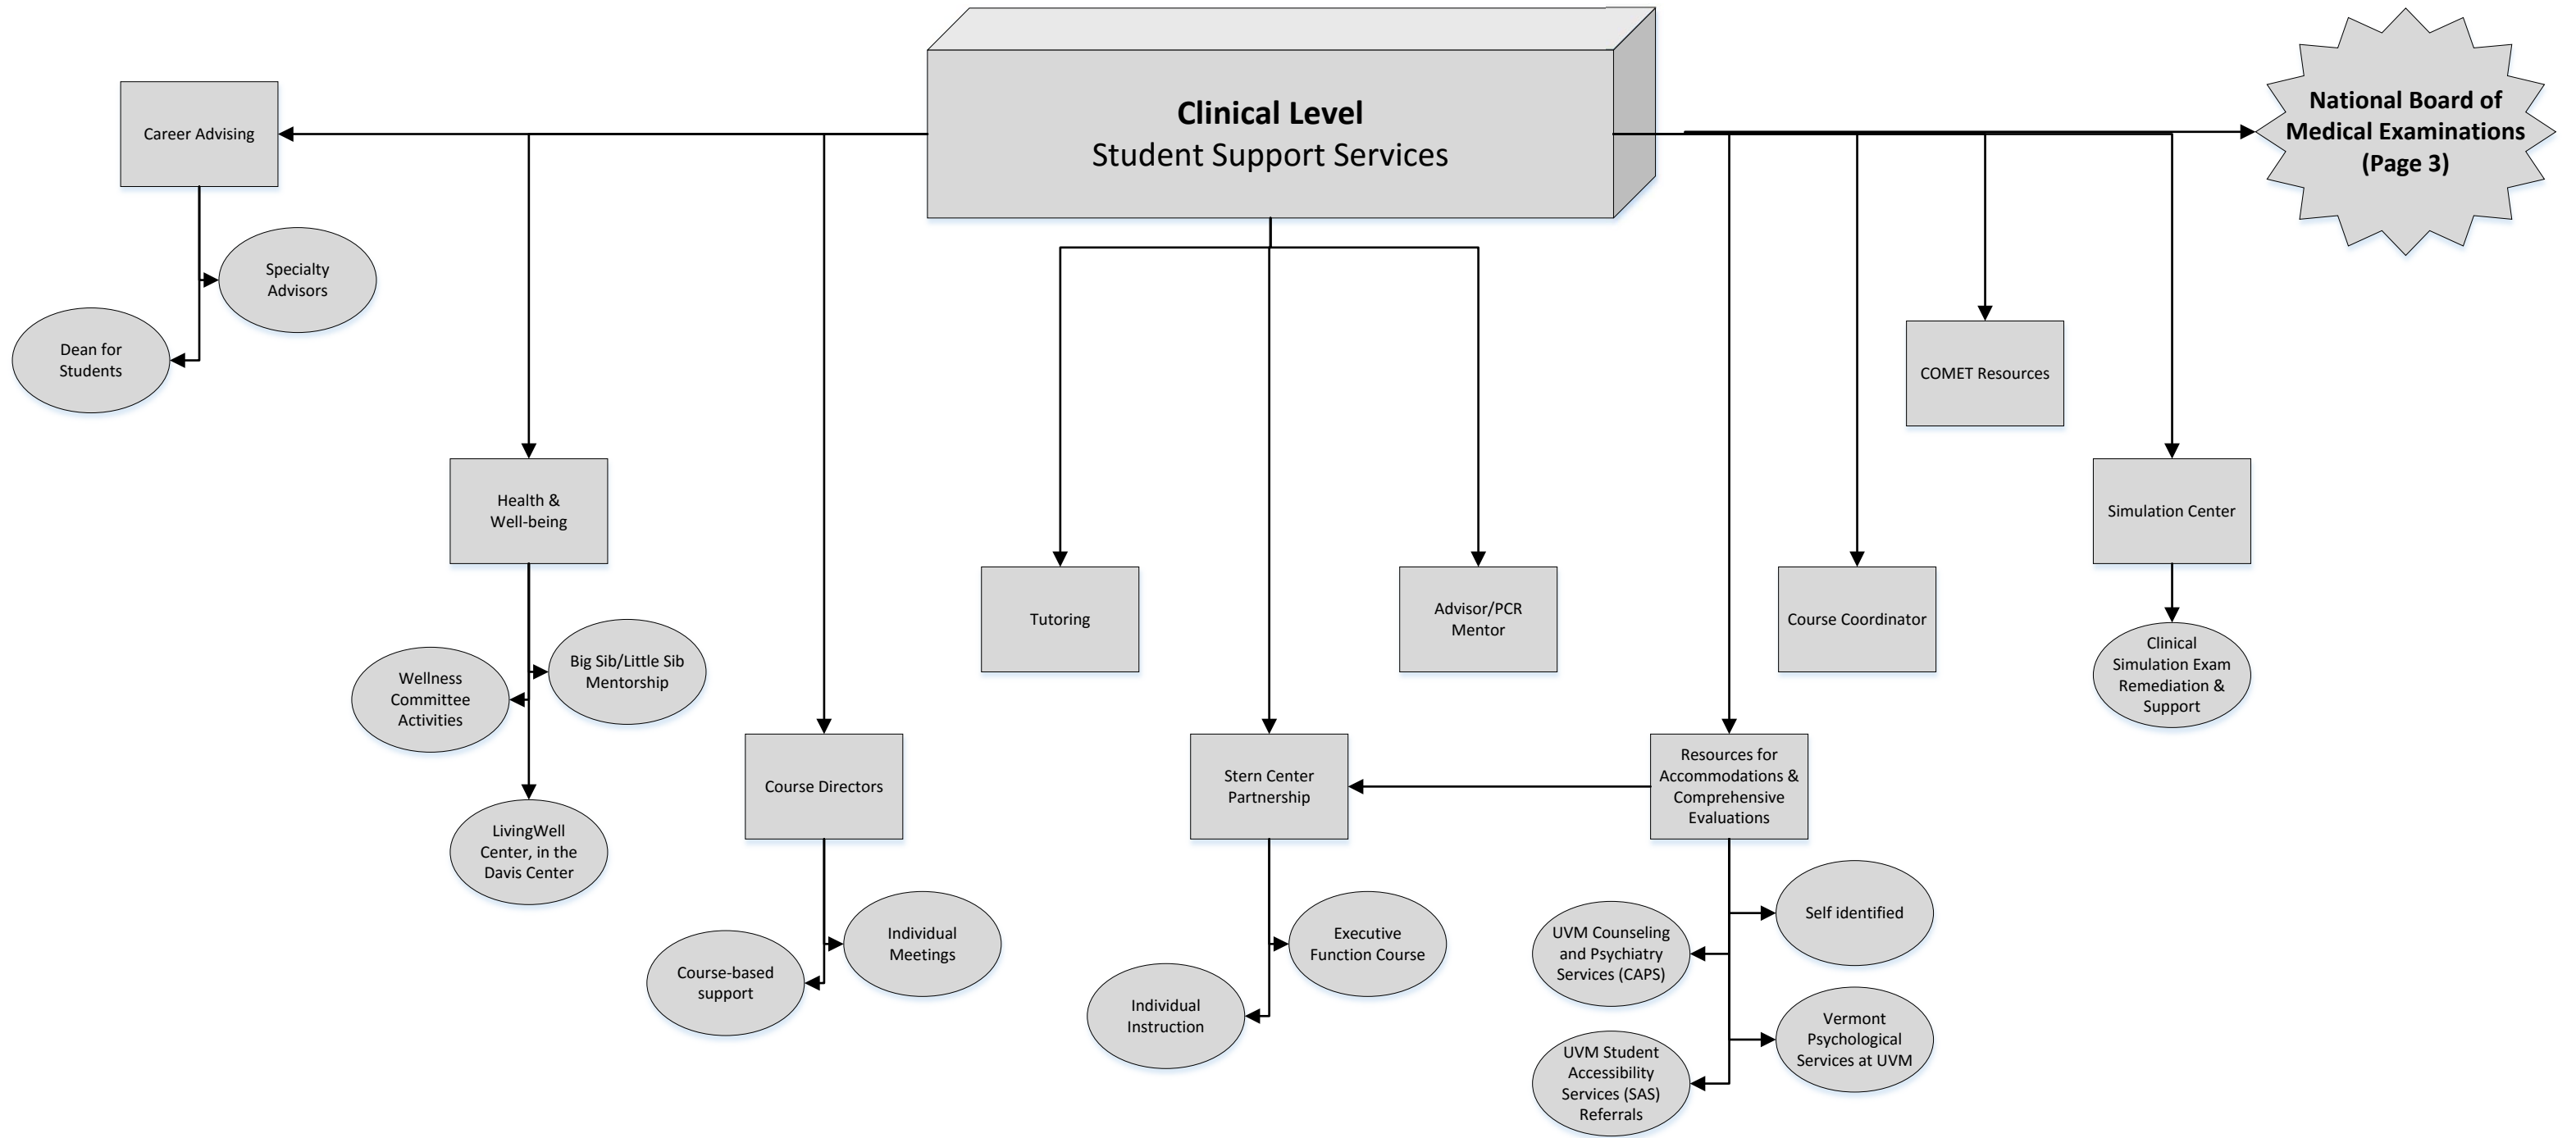 Clinical Level
Student Support Services
National Board of
Medical Examinations
(Page 3)
Career Advising
Specialty
Advisors
Dean for
Students
COMET Resources
Health &
Well-being
Simulation Center
Tutoring
Advisor/PCR
Mentor
Course Coordinator
Clinical
Simulation Exam
Remediation &
Support
Wellness
Committee
Activities
Big Sib/Little Sib
Mentorship
LivingWell
Center, in the
Davis Center
Course Directors
Stern Center
Partnership
Resources for
Accommodations &
Comprehensive
Evaluations
Course-based
support
Individual
Meetings
Individual
Instruction
Executive
Function Course
UVM Counseling
and Psychiatry
Services (CAPS)
Self identified
UVM Student
Accessibility
Services (SAS)
Referrals
Vermont
Psychological
Services at UVM